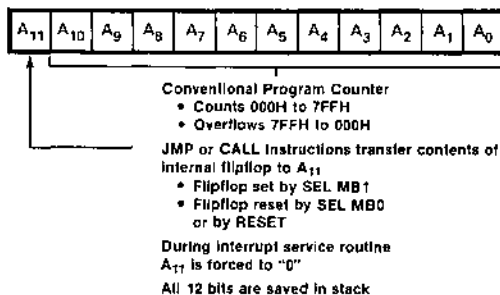 A11 A10 A9 A8 A7 A6 A5 A4 A3 A2 A1 A0
Conventional Program Counter
• Counts 000H to 7FFH
• Overflows 7FFH to 000H
JMP or CALL Instructions transfer contents of
internal flipflop to A11
• Flipflop set by SEL MB1
• Flipflop reset by SEL MB0
or by RESET
During interrupt service routine
A11 is forced to "0"
All 12 bits are saved in stack